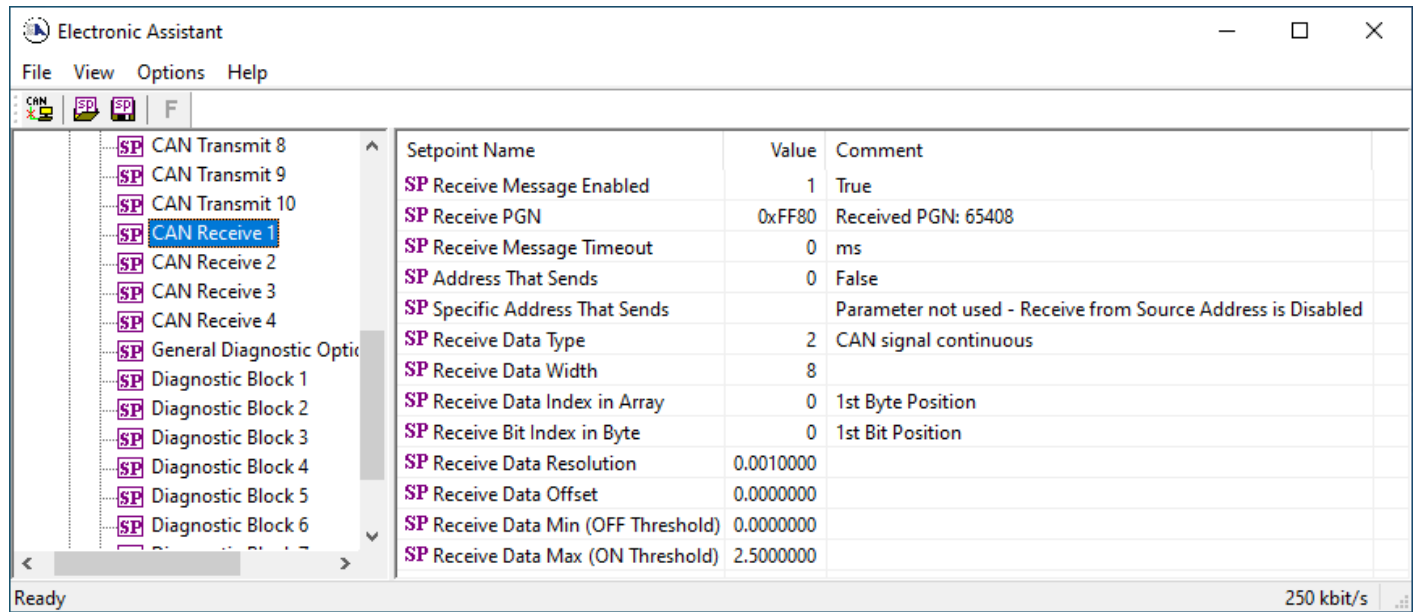 Electronic Assistant
File View Options Help
CAN
SP SP F
SP CAN Transmit 8
SP CAN Transmit 9
SP CAN Transmit 10
SP CAN Receive 1
SP CAN Receive 2
SP CAN Receive 3
SP CAN Receive 4
SP General Diagnostic Optio
SP Diagnostic Block 1
SP Diagnostic Block 2
SP Diagnostic Block 3
SP Diagnostic Block 4
SP Diagnostic Block 5
SP Diagnostic Block 6
Setpoint Name Value Comment
SP Receive Message Enabled 1 True
SP Receive PGN 0xFF80 Received PGN: 65408
SP Receive Message Timeout 0 ms
SP Address That Sends 0 False
SP Specific Address That Sends Parameter not used - Receive from Source Address is Disabled
SP Receive Data Type 2 CAN signal continuous
SP Receive Data Width 8
SP Receive Data Index in Array 0 1st Byte Position
SP Receive Bit Index in Byte 0 1st Bit Position
SP Receive Data Resolution 0.0010000
SP Receive Data Offset 0.0000000
SP Receive Data Min (OFF Threshold) 0.0000000
SP Receive Data Max (ON Threshold) 2.5000000
Ready 250 kbit/s